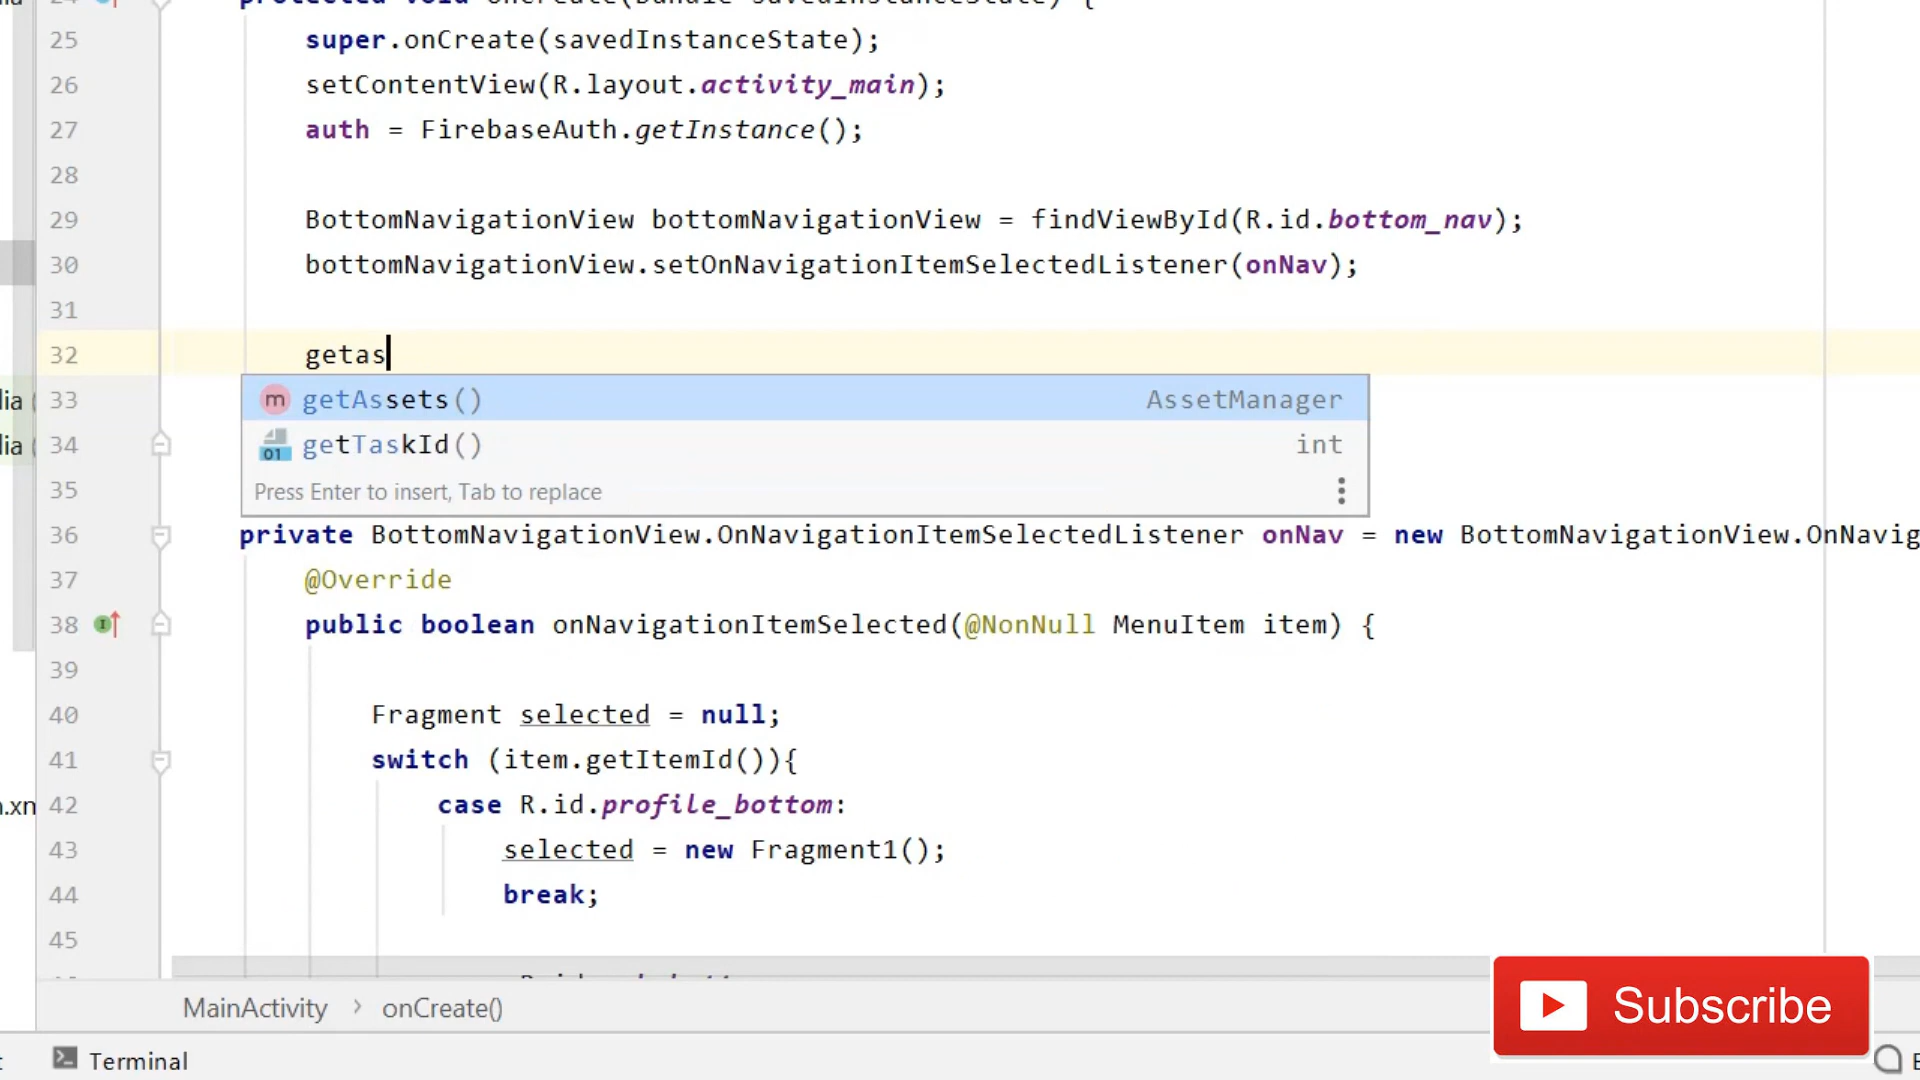 25 super.onCreate(savedInstanceState);
26 setContentView(R.layout.activity_main);
27 auth = FirebaseAuth.getInstance();
28
29 BottomNavigationView bottomNavigationView = findViewById(R.id.bottom_nav);
30 bottomNavigationView.setOnNavigationItemSelectedListener(onNav);
31
32 getas
33 m getAssets() AssetManager
34 01 getTaskId() int
35 Press Enter to insert, Tab to replace
36 private BottomNavigationView.OnNavigationItemSelectedListener onNav = new BottomNavigationView.OnNavig
37 @Override
38 public boolean onNavigationItemSelected(@NonNull MenuItem item) {
39
40 Fragment selected = null;
41 switch (item.getItemId()){
42 case R.id.profile_bottom:
43 selected = new Fragment1();
44 break;
45
MainActivity > onCreate()
Subscribe
Terminal